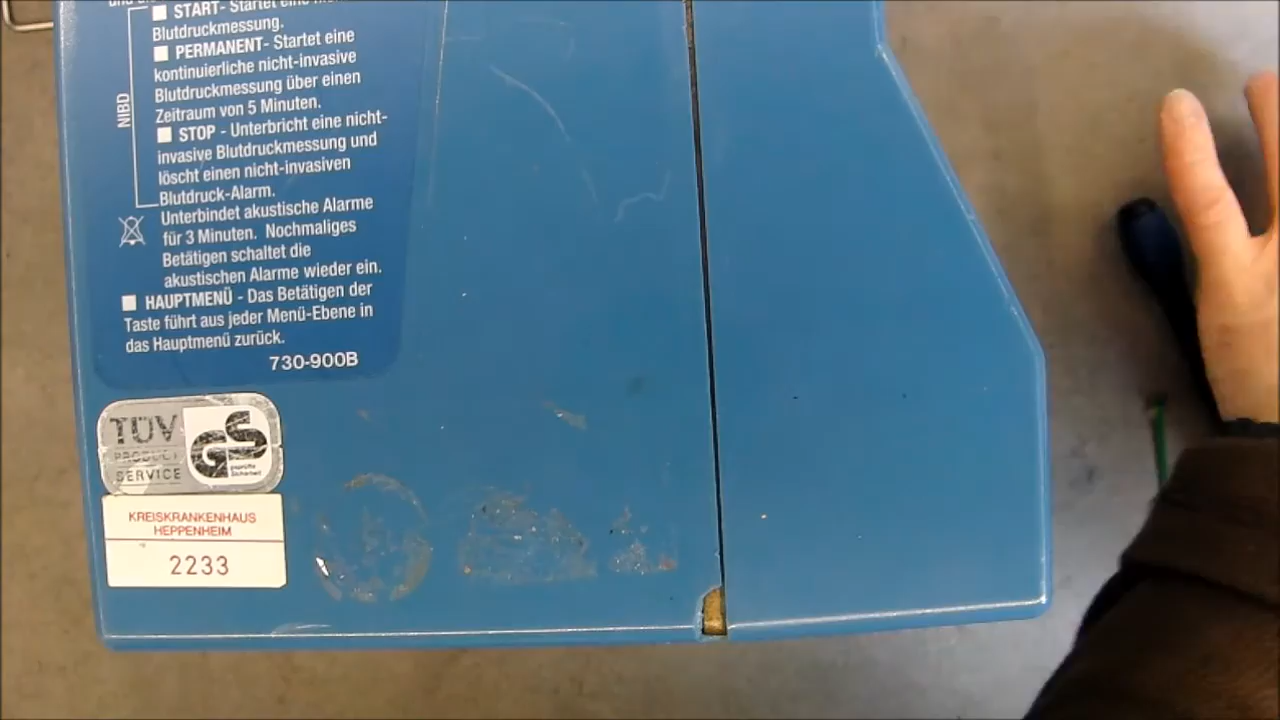 START- Startet eine
Blutdruckmessung.
PERMANENT- Startet eine
kontinuierliche nicht-invasive
Blutdruckmessung über einen
Zeitraum von 5 Minuten.
STOP - Unterbricht eine nicht-
invasive Blutdruckmessung und
löscht einen nicht-invasiven
Blutdruck-Alarm.
NIBD
Unterbindet akustische Alarme
für 3 Minuten. Nochmaliges
Betätigen schaltet die
akustischen Alarme wieder ein.
HAUPTMENÜ - Das Betätigen der
Taste führt aus jeder Menü-Ebene in
das Hauptmenü zurück.
730-900B
TÜV
PRODUCT
SERVICE
GS
geprüfte
Sicherheit
KREISKRANKENHAUS
HEPPENHEIM
2233